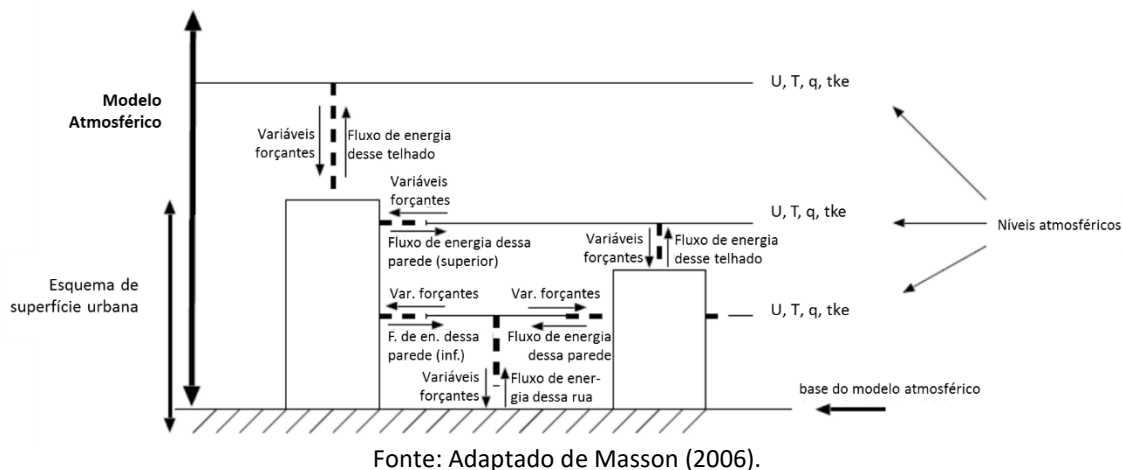 U, T, q, tke
Modelo
Atmosférico
Variáveis
forçantes
Fluxo de energia
desse telhado
Variáveis
forçantes
U, T, q, tke
Níveis atmosféricos
Fluxo de energia dessa
parede (superior)
Variáveis
forçantes
Fluxo de energia
desse telhado
Esquema de
superfície urbana
Var. forçantes
Var. forçantes
U, T, q, tke
F. de en. dessa
parede (inf.)
Fluxo de energia
dessa parede
Variáveis
forçantes
Fluxo de ener-
gia dessa rua
base do modelo atmosférico
Fonte: Adaptado de Masson (2006).